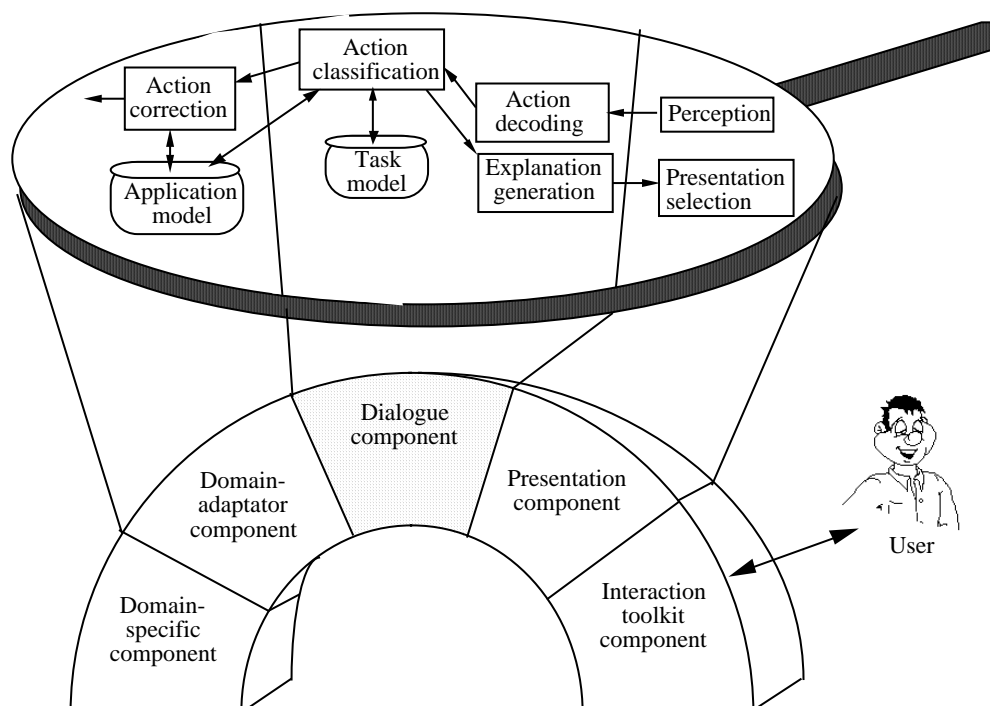 Action
classification
Action
correction
Action
decoding
Perception
Task
model
Explanation
generation
Presentation
selection
Application
model
Dialogue
component
Domain-
adaptator
component
Presentation
component
User
Domain-
specific
component
Interaction
toolkit
component